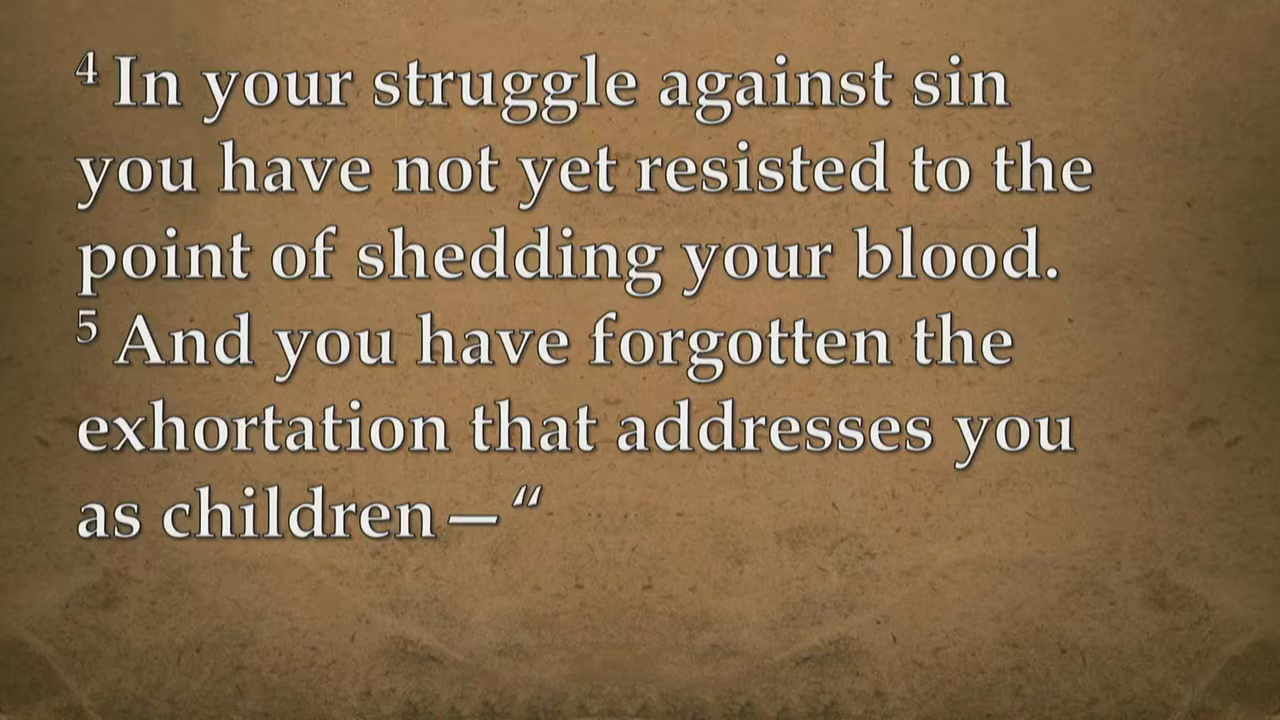 4 In your struggle against sin
you have not yet resisted to the
point of shedding your blood.
5 And you have forgotten the
exhortation that addresses you
as children—“